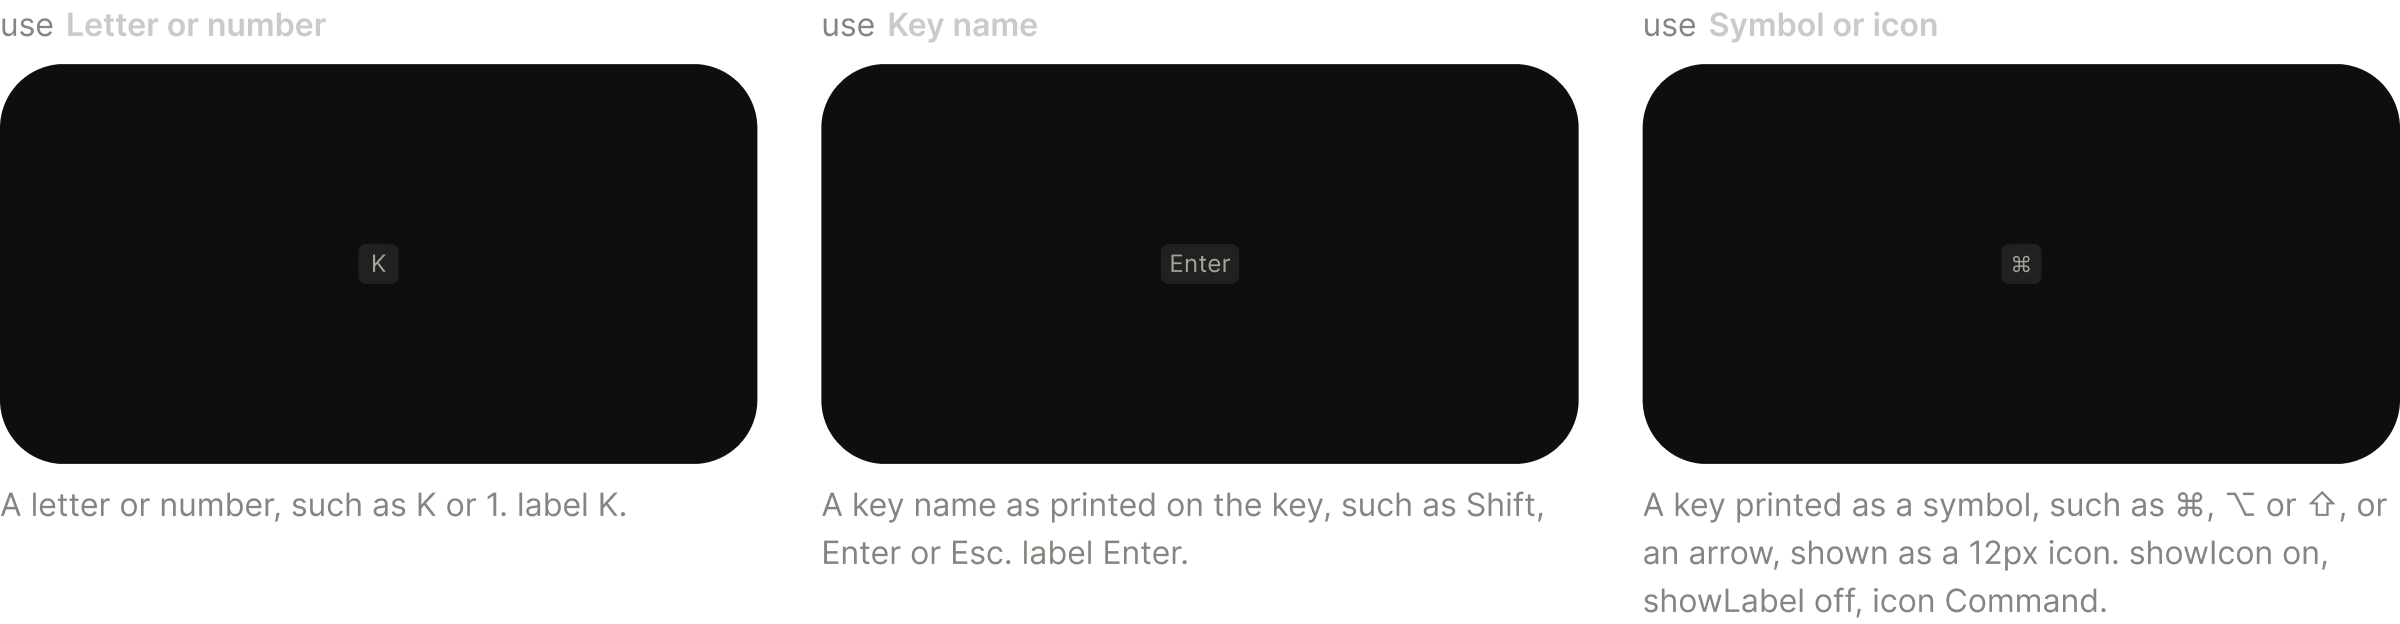 use Letter or number
K
A letter or number, such as K or 1. label K.
use Key name
Enter
A key name as printed on the key, such as Shift,
Enter or Esc. label Enter.
use Symbol or icon
⌘
A key printed as a symbol, such as ⌘, ⌥ or ⇧, or
an arrow, shown as a 12px icon. showIcon on,
showLabel off, icon Command.